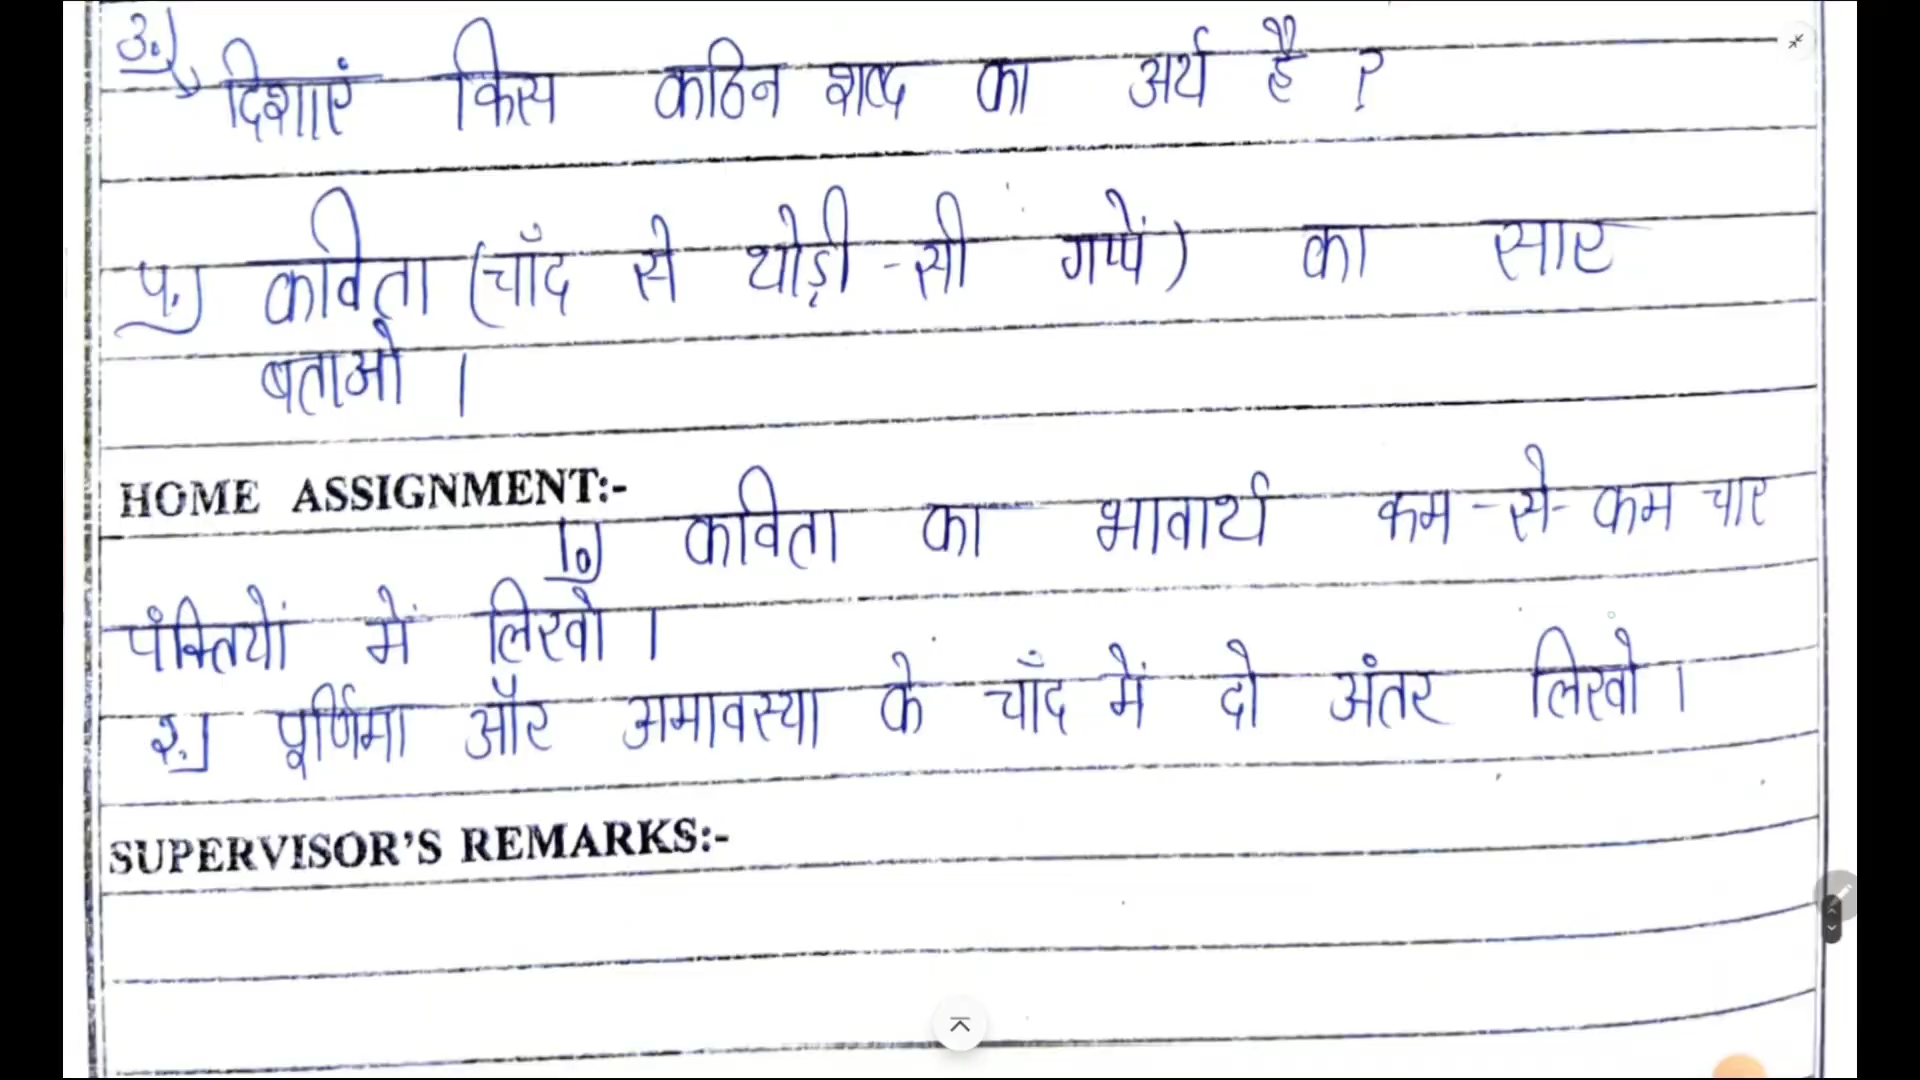 3.) दिशाएं किस कठिन शब्द का अर्थ है ?
4.) कविता (चाँद से थोड़ी-सी गप्पें) का सार
बताओ ।
HOME ASSIGNMENT:-
1.) कविता का भावार्थ कम-से-कम चार
पंक्तियों में लिखो ।
2.) पूर्णिमा और अमावस्या के चाँद में दो अंतर लिखो ।
SUPERVISOR'S REMARKS:-